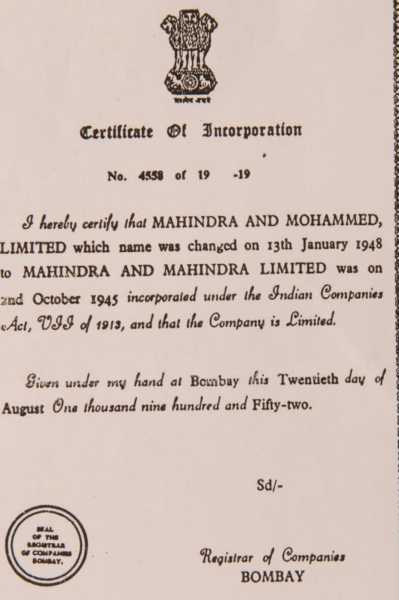 सत्यमेव जयते
Certificate Of Incorporation
No. 4558 of 19 -19
I hereby certify that MAHINDRA AND MOHAMMED,
LIMITED which name was changed on 13th January 1948
to MAHINDRA AND MAHINDRA LIMITED was on
2nd October 1945 incorporated under the Indian Companies
Act, VII of 1913, and that the Company is Limited.
Given under my hand at Bombay this Twentieth day of
August One thousand nine hundred and Fifty-two.
Sd/-
SEAL
OF THE
REGISTRAR
OF COMPANIES
BOMBAY.
Registrar of Companies
BOMBAY